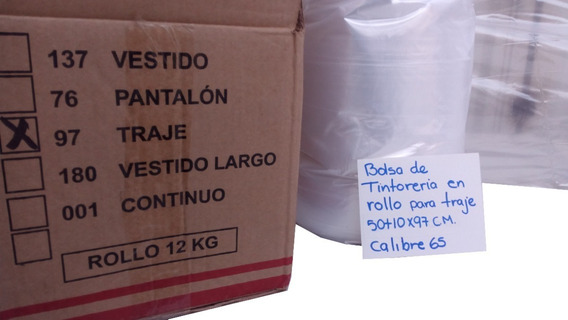 137 VESTIDO
76 PANTALÓN
97 TRAJE
180 VESTIDO LARGO
001 CONTINUO
ROLLO 12 KG
Bolsa de
Tintoreria en
rollo para traje
50+10x97 CM.
Calibre 65